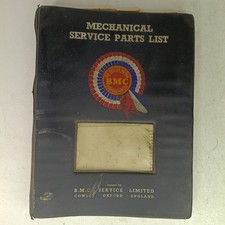 MECHANICAL
SERVICE PARTS LIST
BMC
B.M.C. SERVICE LIMITED
COWLEY OXFORD ENGLAND